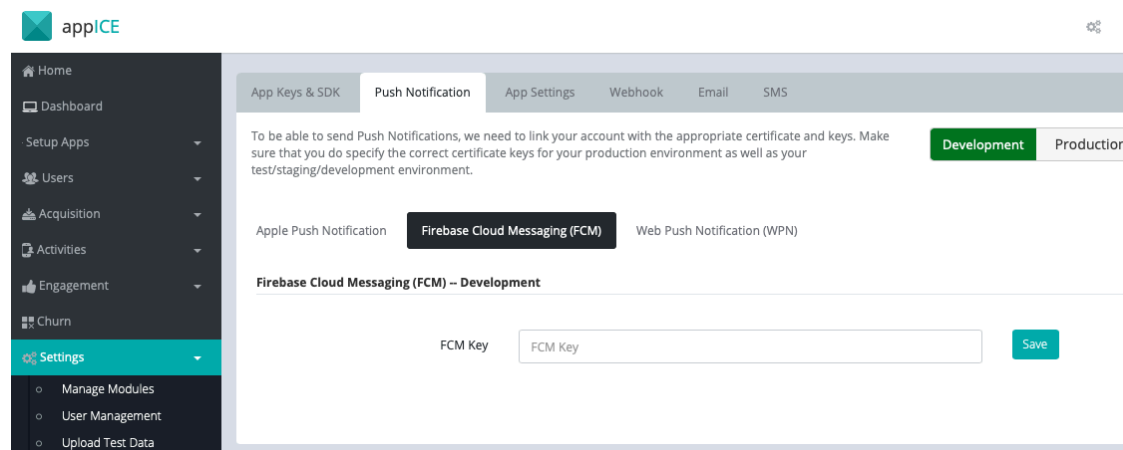 appICE
Home
Dashboard
Setup Apps
Users
Acquisition
Activities
Engagement
Churn
Settings
Manage Modules
User Management
Upload Test Data
App Keys & SDK Push Notification App Settings Webhook Email SMS
To be able to send Push Notifications, we need to link your account with the appropriate certificate and keys. Make
sure that you do specify the correct certificate keys for your production environment as well as your
test/staging/development environment.
Development Production
Apple Push Notification Firebase Cloud Messaging (FCM) Web Push Notification (WPN)
Firebase Cloud Messaging (FCM) -- Development
FCM Key FCM Key Save